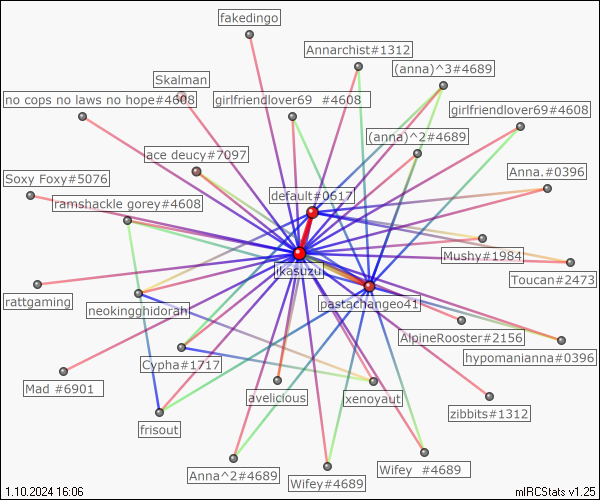 fakedingo
Annarchist#1312
(anna)^3#4689
Skalman
no cops no laws no hope#4608
girlfriendlover69 #4608
girlfriendlover69#4608
(anna)^2#4689
ace deucy#7097
Soxy Foxy#5076
Anna.#0396
default#0617
ramshackle gorey#4608
Mushy#1984
ikasuzu
Toucan#2473
rattgaming
pastachangeo41
neokingghidorah
AlpineRooster#2156
hypomanianna#0396
Cypha#1717
Mad #6901
avelicious
xenoyaut
zibbits#1312
frisout
Anna^2#4689
Wifey #4689
Wifey#4689
1.10.2024 16:06
mIRCStats v1.25